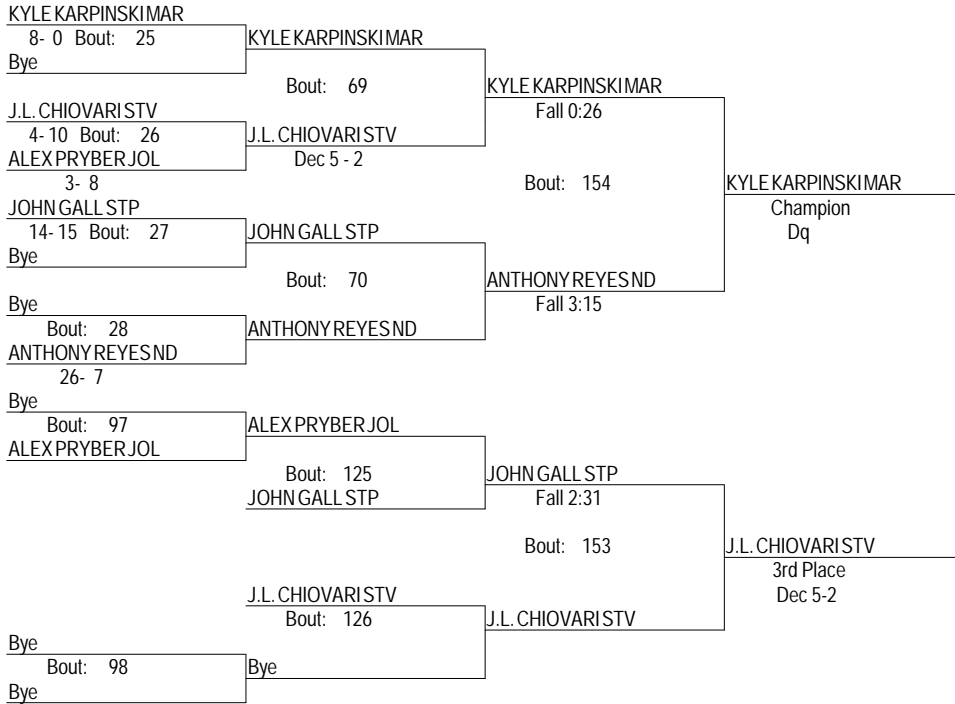 KYLE KARPINSKI MAR
8- 0 Bout: 25
Bye
KYLE KARPINSKI MAR
Bout: 69
J.L. CHIOVARI STV
4- 10 Bout: 26
ALEX PRYBER JOL
3- 8
J.L. CHIOVARI STV
Dec 5 - 2
KYLE KARPINSKI MAR
Fall 0:26
Bout: 154
JOHN GALL STP
14- 15 Bout: 27
Bye
JOHN GALL STP
Bout: 70
Bye
Bout: 28
ANTHONY REYES ND
26- 7
ANTHONY REYES ND
ANTHONY REYES ND
Fall 3:15
KYLE KARPINSKI MAR
Champion
Dq
Bye
Bout: 97
ALEX PRYBER JOL
ALEX PRYBER JOL
Bout: 125
JOHN GALL STP
JOHN GALL STP
Fall 2:31
Bout: 153
J.L. CHIOVARI STV
Bout: 126
Bye
Bout: 98
Bye
Bye
J.L. CHIOVARI STV
J.L. CHIOVARI STV
3rd Place
Dec 5-2